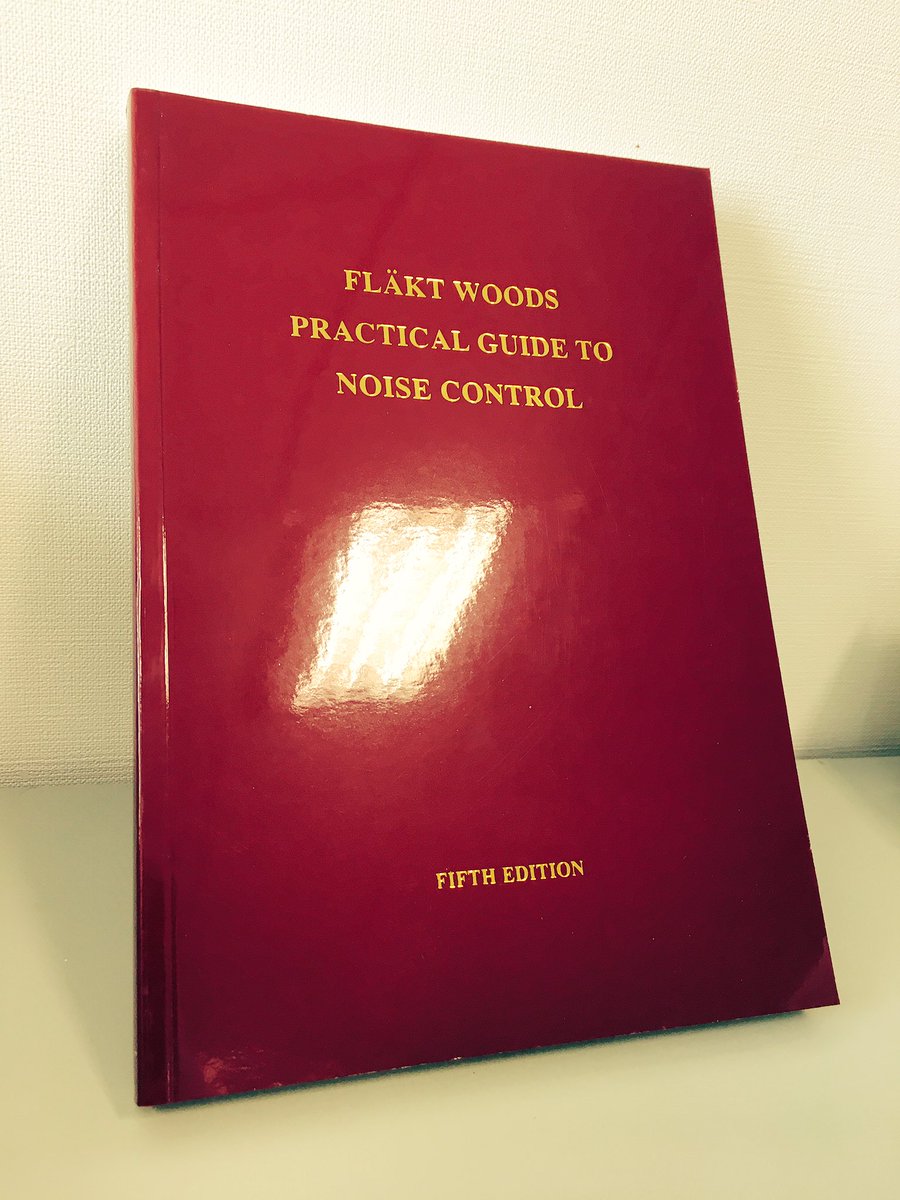 FLÄKT WOODS
PRACTICAL GUIDE TO
NOISE CONTROL
FIFTH EDITION